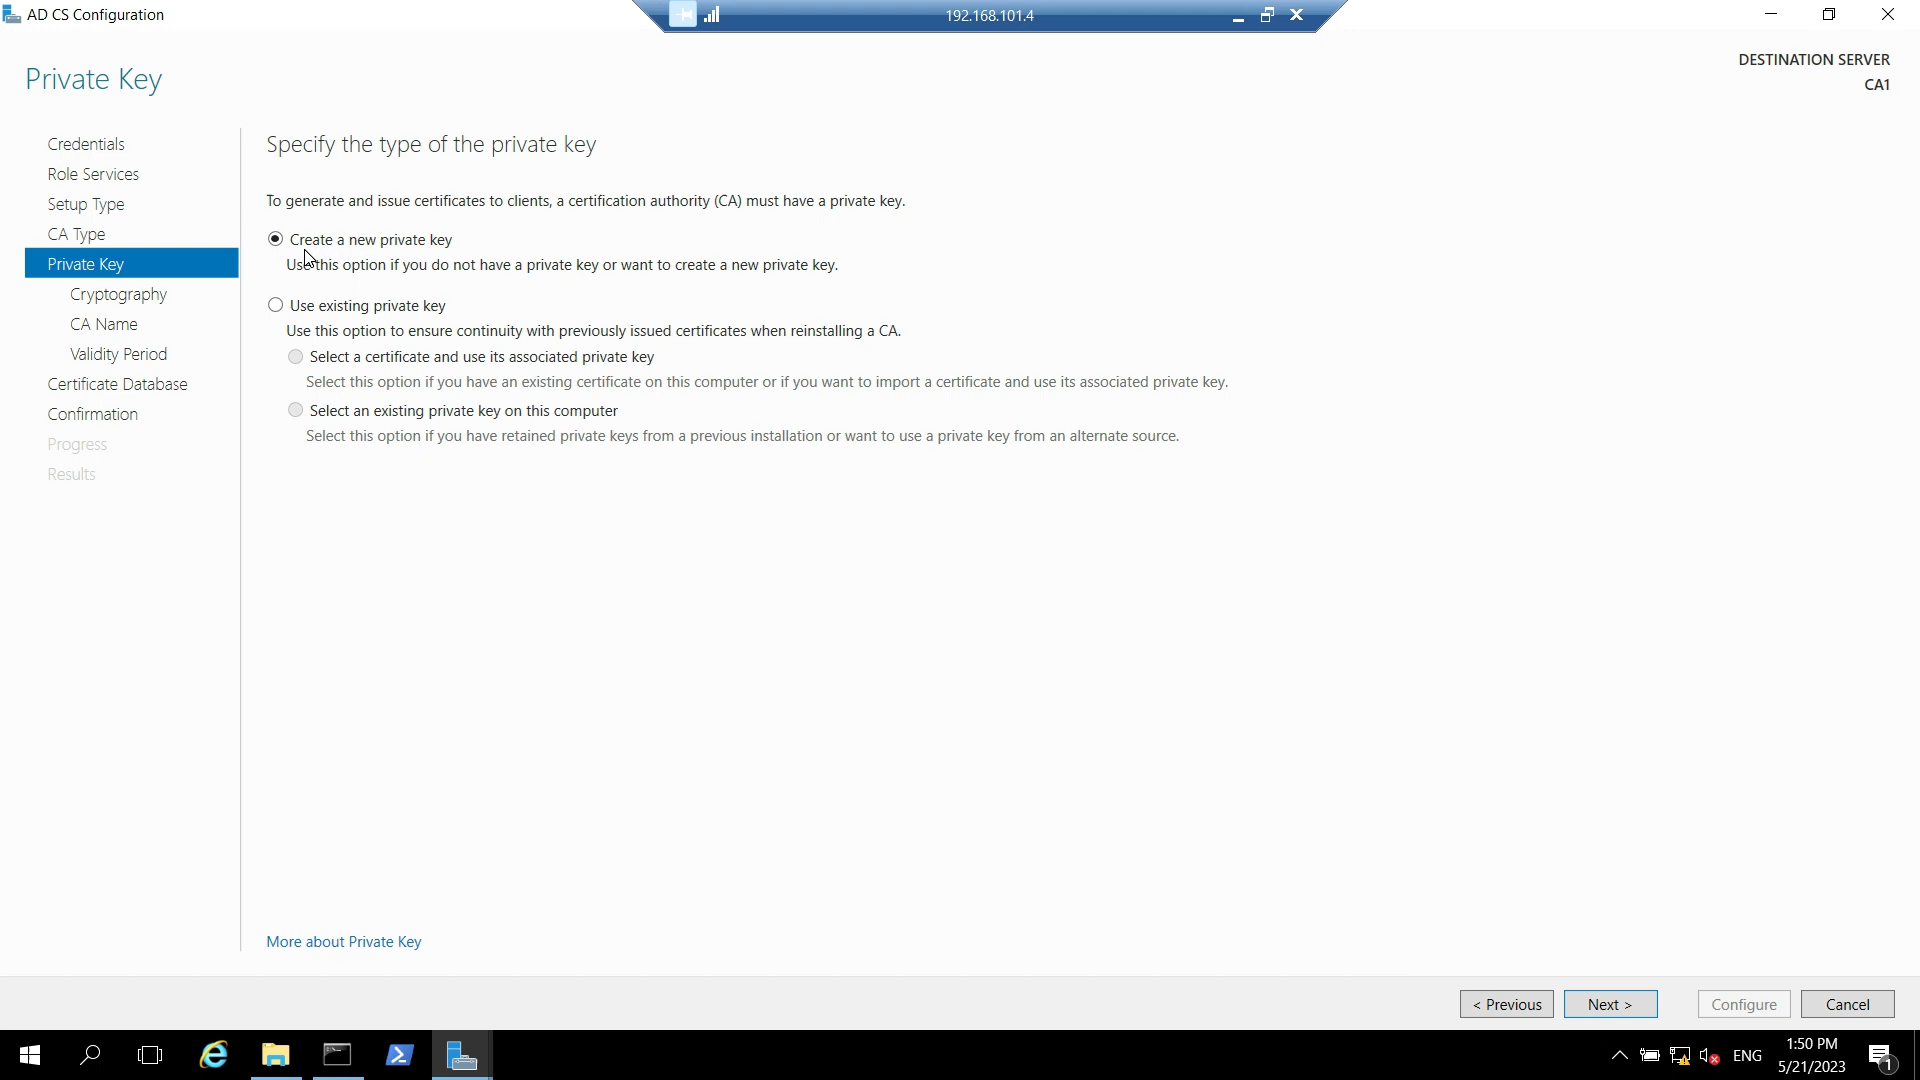 AD CS Configuration
192.168.101.4
Private Key
DESTINATION SERVER
CA1
Credentials
Role Services
Setup Type
CA Type
Private Key
Cryptography
CA Name
Validity Period
Certificate Database
Confirmation
Progress
Results
Specify the type of the private key
To generate and issue certificates to clients, a certification authority (CA) must have a private key.
Create a new private key
Use this option if you do not have a private key or want to create a new private key.
Use existing private key
Use this option to ensure continuity with previously issued certificates when reinstalling a CA.
Select a certificate and use its associated private key
Select this option if you have an existing certificate on this computer or if you want to import a certificate and use its associated private key.
Select an existing private key on this computer
Select this option if you have retained private keys from a previous installation or want to use a private key from an alternate source.
More about Private Key
< Previous
Next >
Configure
Cancel
ENG
1:50 PM
5/21/2023
1